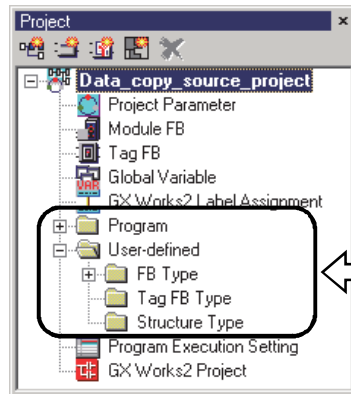 Project
Data_copy_source_project
Project Parameter
Module FB
Tag FB
VAR
Global Variable
GX Works2 Label Assignment
Program
User-defined
FB Type
Tag FB Type
Structure Type
Program Execution Setting
GX Works2 Project